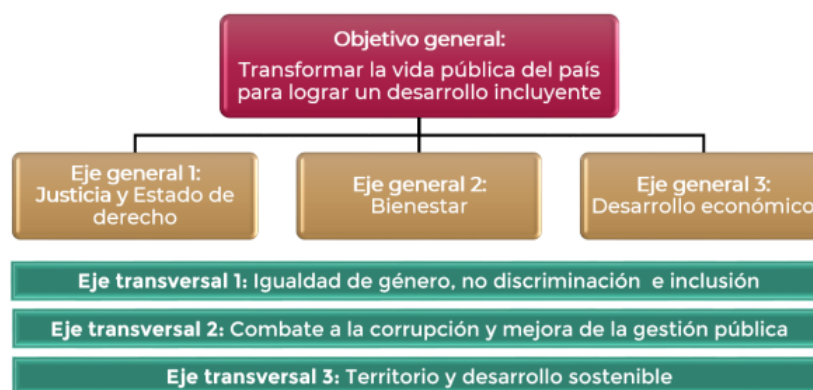 Objetivo general:
Transformar la vida pública del país
para lograr un desarrollo incluyente
Eje general 1:
Justicia y Estado de
derecho
Eje general 2:
Bienestar
Eje general 3:
Desarrollo económico
Eje transversal 1: Igualdad de género, no discriminación e inclusión
Eje transversal 2: Combate a la corrupción y mejora de la gestión pública
Eje transversal 3: Territorio y desarrollo sostenible